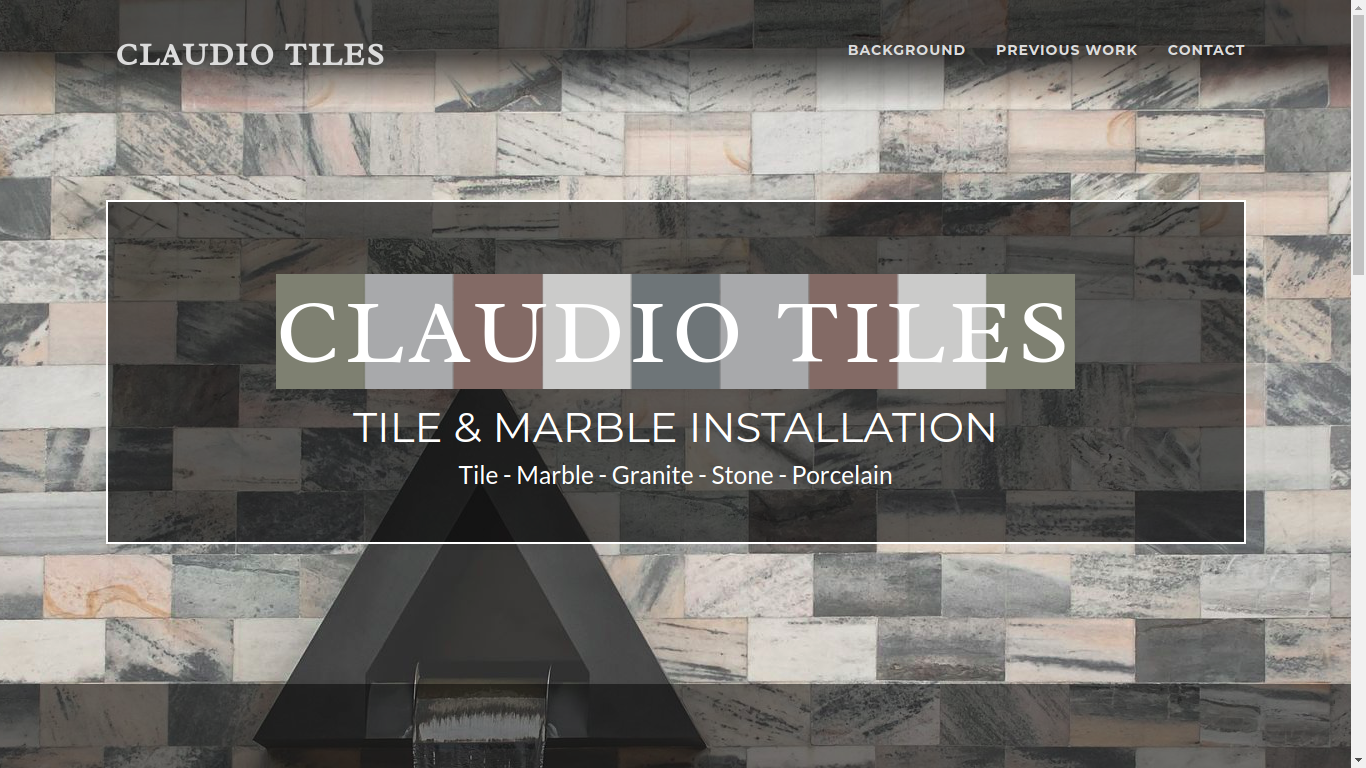 CLAUDIO TILES
BACKGROUND PREVIOUS WORK CONTACT
CLAUDIO TILES
TILE & MARBLE INSTALLATION
Tile - Marble - Granite - Stone - Porcelain